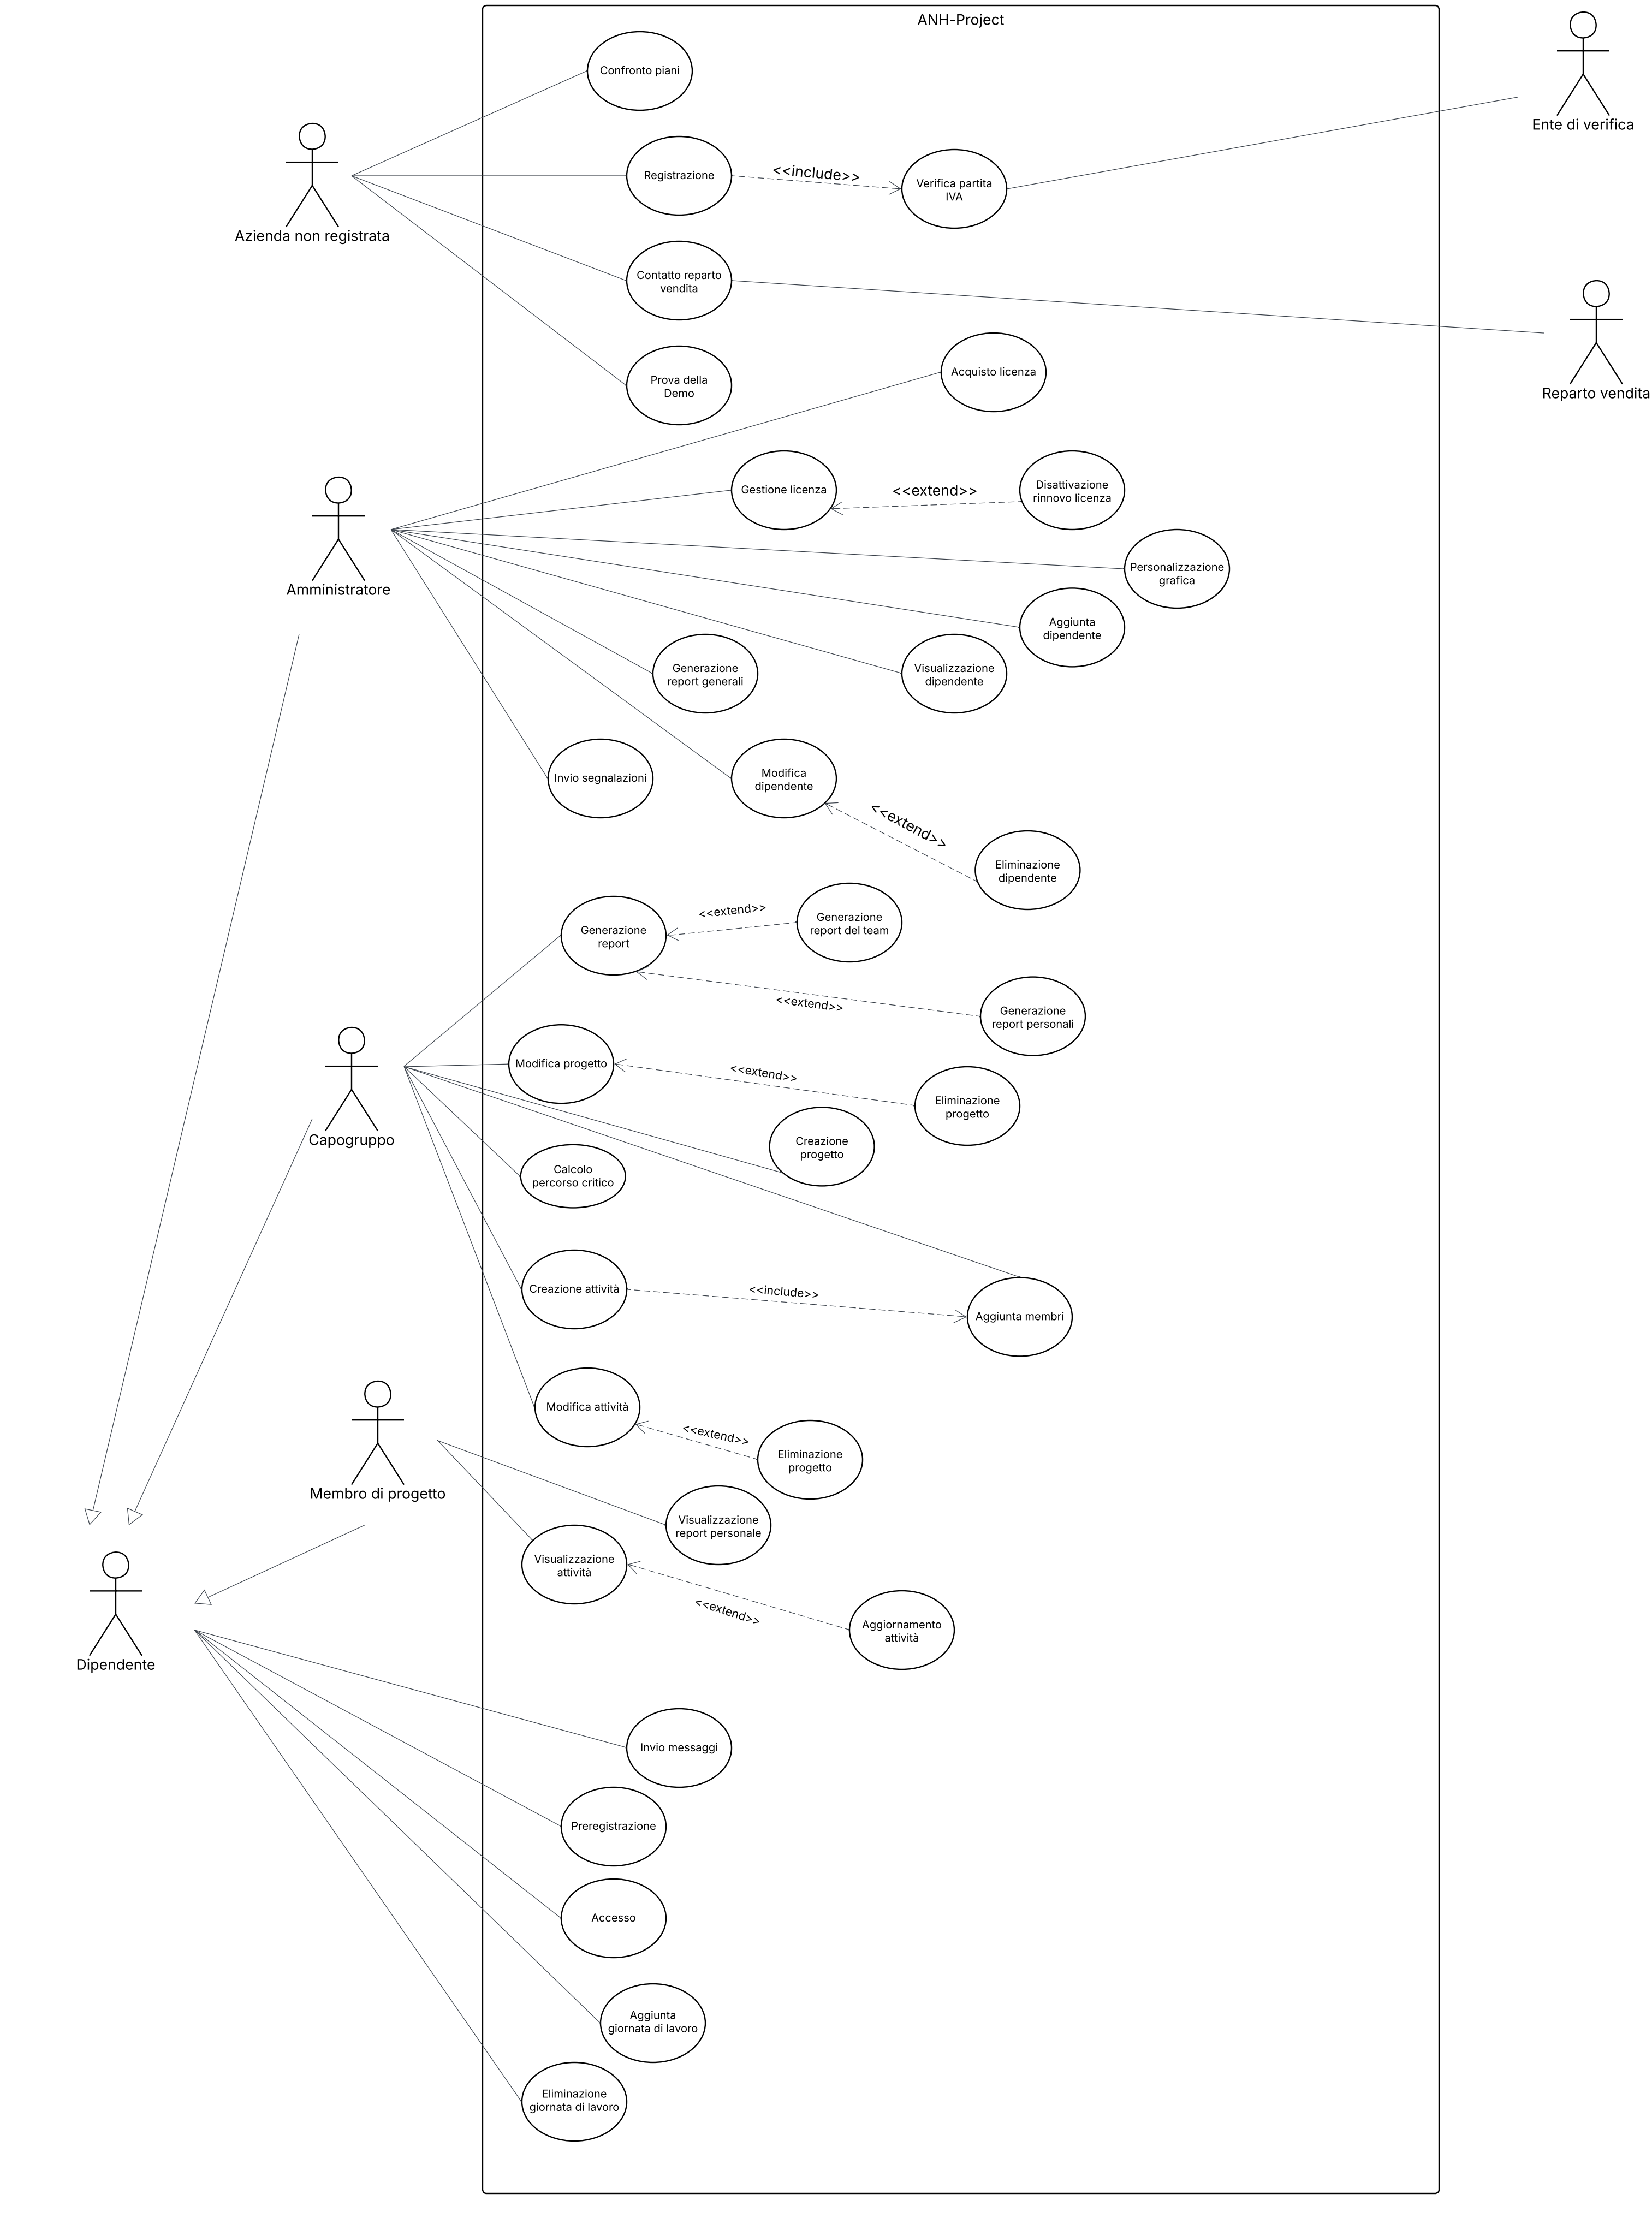 ANH-Project
Confronto piani
Ente di verifica
Azienda non registrata
Registrazione
<<include>>
Verifica partita
IVA
Contatto reparto
vendita
Reparto vendita
Prova della
Demo
Acquisto licenza
Amministratore
Gestione licenza
<<extend>>
Disattivazione
rinnovo licenza
Personalizzazione
grafica
Aggiunta
dipendente
Generazione
report generali
Visualizzazione
dipendente
Invio segnalazioni
Modifica
dipendente
<<extend>>
Eliminazione
dipendente
Generazione
report
<<extend>>
Generazione
report del team
<<extend>>
Generazione
report personali
Capogruppo
Modifica progetto
<<extend>>
Eliminazione
progetto
Creazione
progetto
Calcolo
percorso critico
Creazione attività
<<include>>
Aggiunta membri
Modifica attività
<<extend>>
Eliminazione
progetto
Membro di progetto
Visualizzazione
report personale
Visualizzazione
attività
<<extend>>
Aggiornamento
attività
Dipendente
Invio messaggi
Preregistrazione
Accesso
Aggiunta
giornata di lavoro
Eliminazione
giornata di lavoro